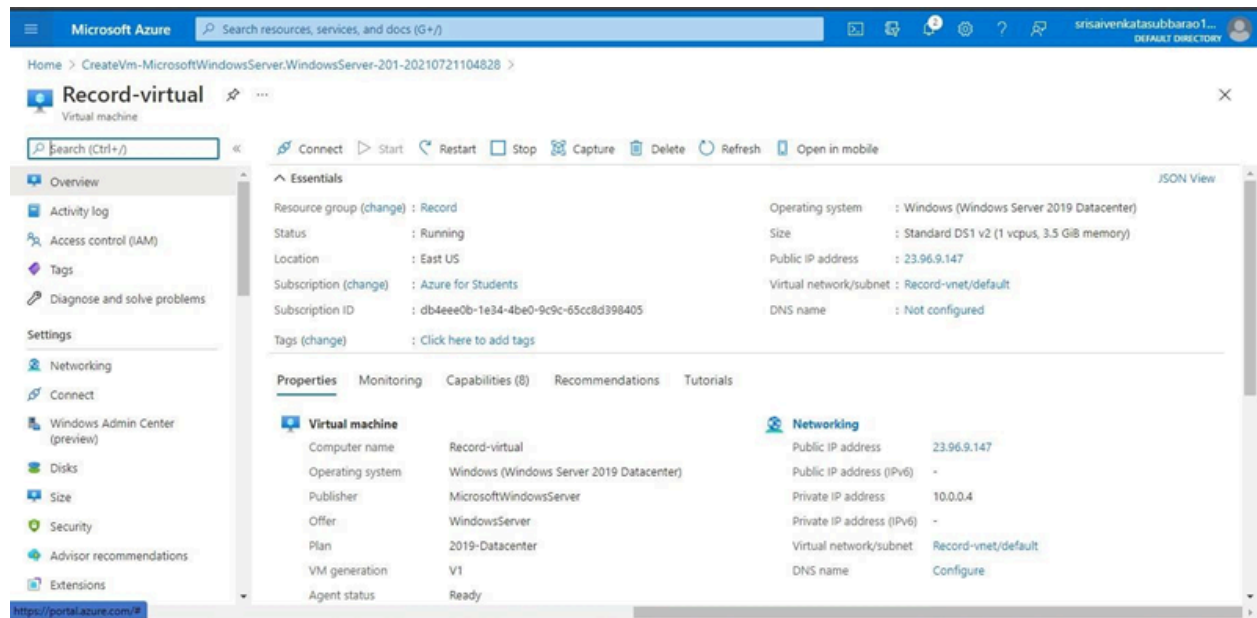 Microsoft Azure
Search resources, services, and docs (G+/)
2
srisaivenkatasubbarao1...
DEFAULT DIRECTORY
Home > CreateVm-MicrosoftWindowsServer.WindowsServer-201-20210721104828 >
Record-virtual
Virtual machine
Search (Ctrl+/)
Overview
Activity log
Access control (IAM)
Tags
Diagnose and solve problems
Settings
Networking
Connect
Windows Admin Center
(preview)
Disks
Size
Security
Advisor recommendations
Extensions
https://portal.azure.com/#
Connect Start Restart Stop Capture Delete Refresh Open in mobile
Essentials
JSON View
Resource group (change) : Record
Status : Running
Location : East US
Subscription (change) : Azure for Students
Subscription ID : db4eee0b-1e34-4be0-9c9c-65cc8d398405
Tags (change) : Click here to add tags
Operating system : Windows (Windows Server 2019 Datacenter)
Size : Standard DS1 v2 (1 vcpus, 3.5 GiB memory)
Public IP address : 23.96.9.147
Virtual network/subnet : Record-vnet/default
DNS name : Not configured
Properties Monitoring Capabilities (8) Recommendations Tutorials
Virtual machine
Computer name Record-virtual
Operating system Windows (Windows Server 2019 Datacenter)
Publisher MicrosoftWindowsServer
Offer WindowsServer
Plan 2019-Datacenter
VM generation V1
Agent status Ready
Networking
Public IP address 23.96.9.147
Public IP address (IPv6) -
Private IP address 10.0.0.4
Private IP address (IPv6) -
Virtual network/subnet Record-vnet/default
DNS name Configure